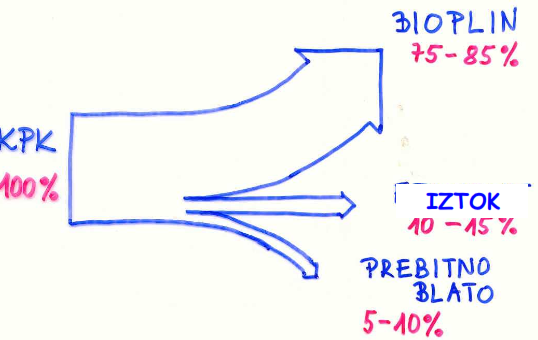 BIOPLIN
75-85%
KPK
100%
IZTOK
10-15%
PREBITNO
BLATO
5-10%